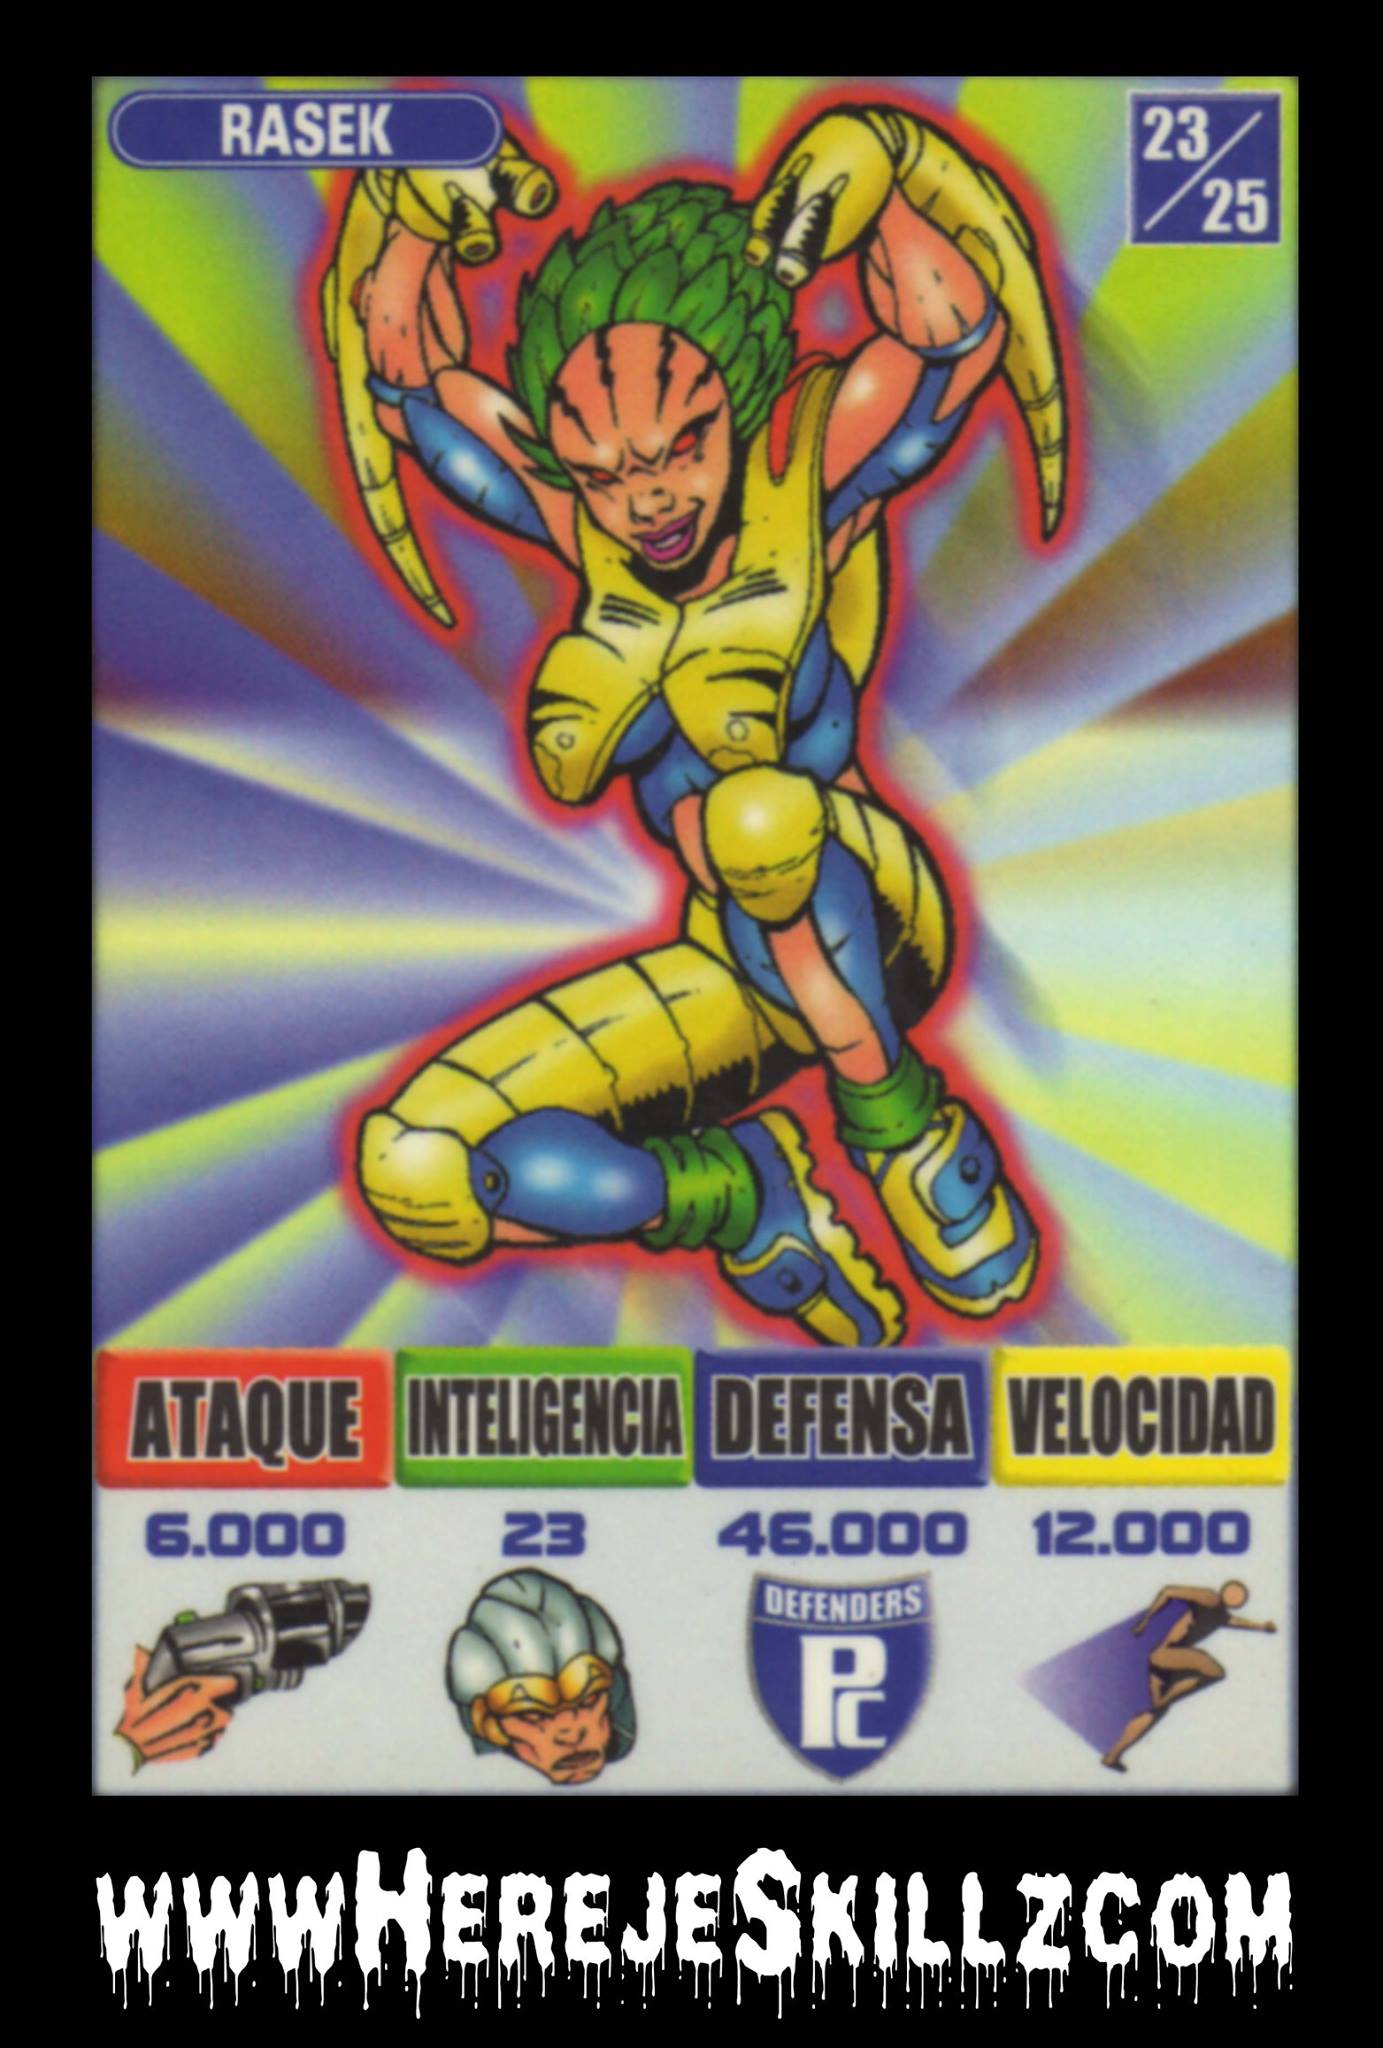 RASEK
23/25
ATAQUE INTELIGENCIA DEFENSA VELOCIDAD
6.000 23 46.000 12.000
DEFENDERS
PC
wwwHEREJESKILLZCOM